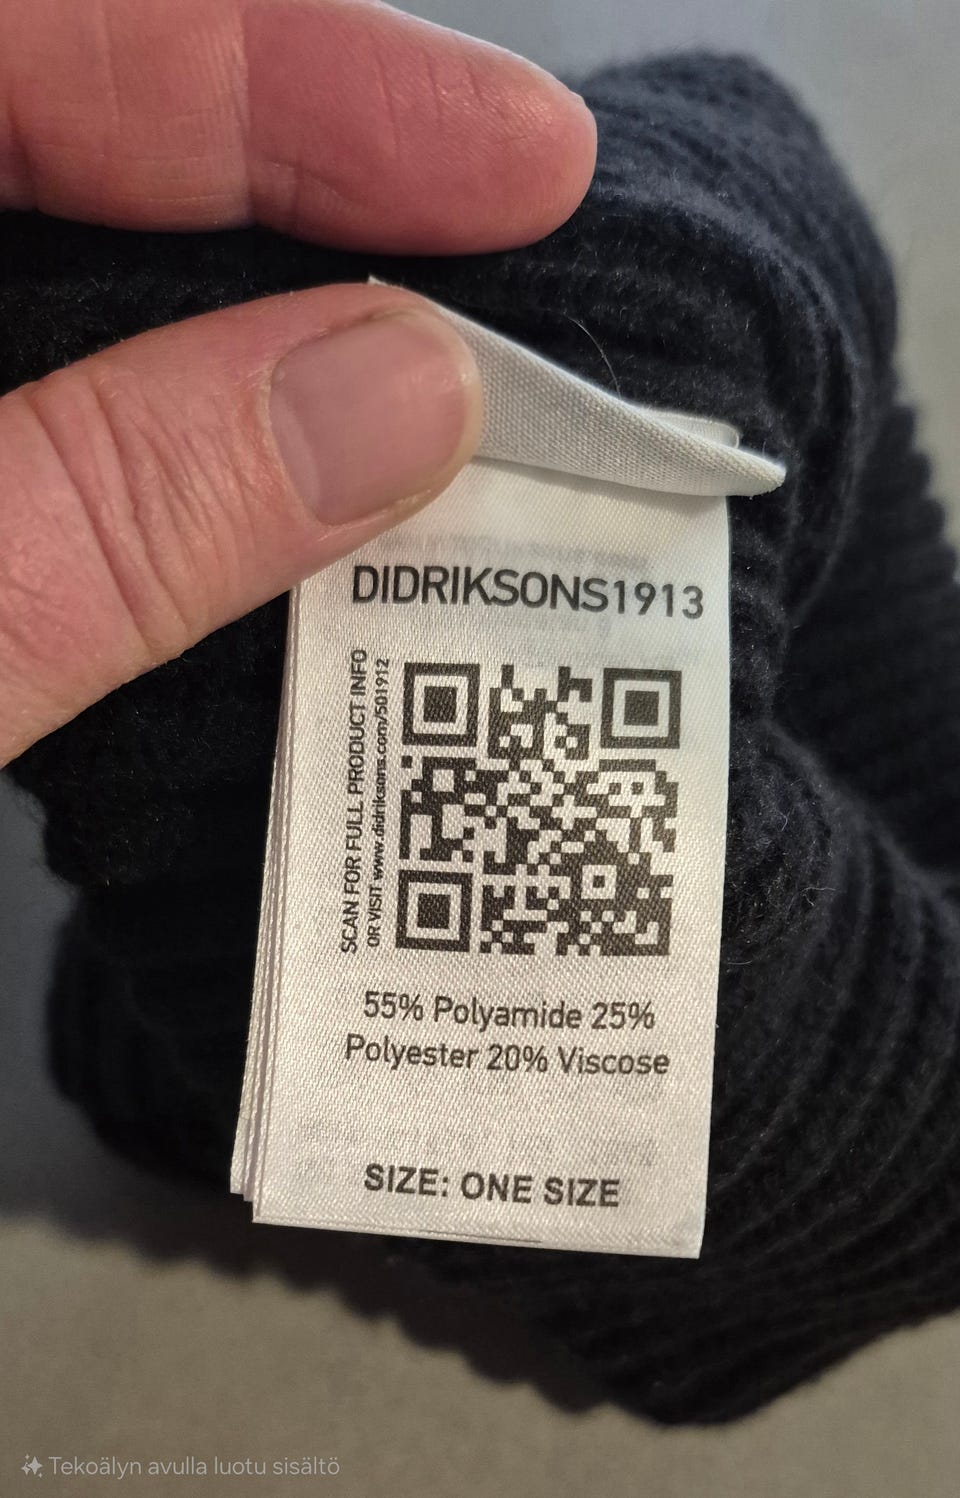 DIDRIKSONS1913
SCAN FOR FULL PRODUCT INFO
OR VISIT www.didriksons.com/501912
55% Polyamide 25%
Polyester 20% Viscose
SIZE: ONE SIZE
Tekoälyn avulla luotu sisältö